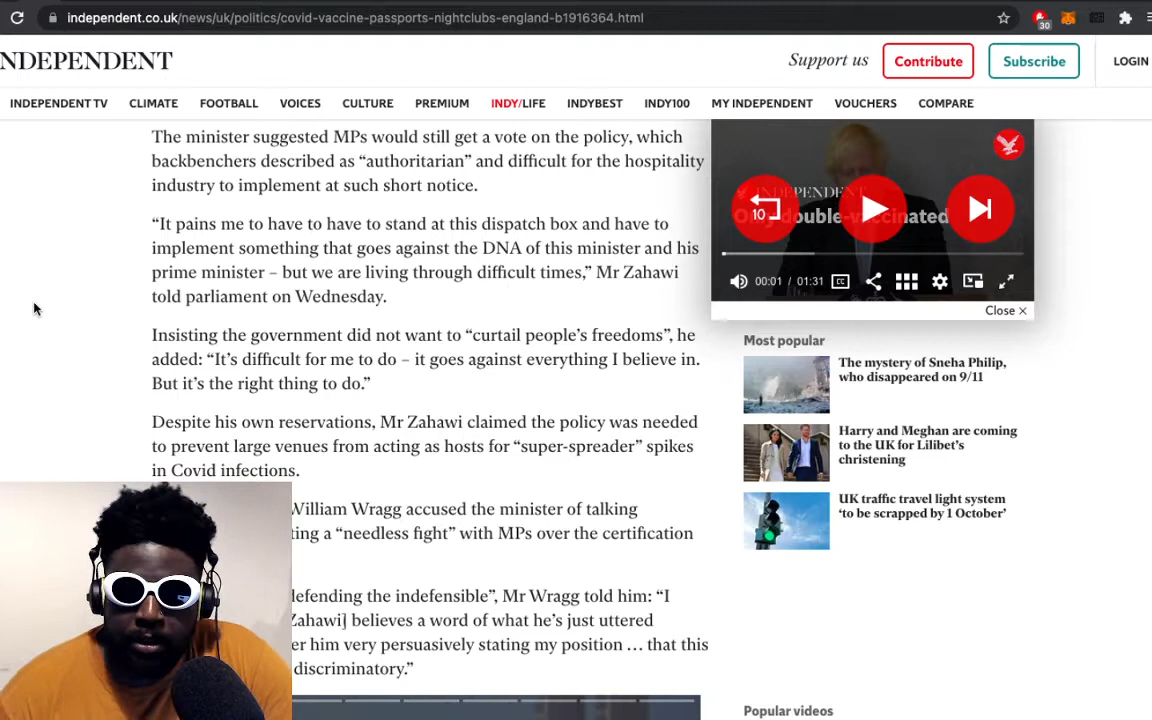 independent.co.uk/news/uk/politics/covid-vaccine-passports-nightclubs-england-b1916364.html
30
NDEPENDENT
Support us
Contribute
Subscribe
LOGIN
INDEPENDENT TV CLIMATE FOOTBALL VOICES CULTURE PREMIUM INDY/LIFE INDYBEST INDY100 MY INDEPENDENT VOUCHERS COMPARE
The minister suggested MPs would still get a vote on the policy, which
backbenchers described as “authoritarian” and difficult for the hospitality
industry to implement at such short notice.
“It pains me to have to have to stand at this dispatch box and have to
implement something that goes against the DNA of this minister and his
prime minister – but we are living through difficult times,” Mr Zahawi
told parliament on Wednesday.
Insisting the government did not want to “curtail people’s freedoms”, he
added: “It’s difficult for me to do – it goes against everything I believe in.
But it’s the right thing to do.”
Despite his own reservations, Mr Zahawi claimed the policy was needed
to prevent large venues from acting as hosts for “super-spreader” spikes
in Covid infections.
William Wragg accused the minister of talking
ting a “needless fight” with MPs over the certification
defending the indefensible”, Mr Wragg told him: “I
Zahawi] believes a word of what he’s just uttered
er him very persuasively stating my position … that this
discriminatory.”
INDEPENDENT
Only double-vaccinated
10
00:01 / 01:31 CC
Close ×
Most popular
The mystery of Sneha Philip,
who disappeared on 9/11
Harry and Meghan are coming
to the UK for Lilibet’s
christening
UK traffic travel light system
‘to be scrapped by 1 October’
Popular videos